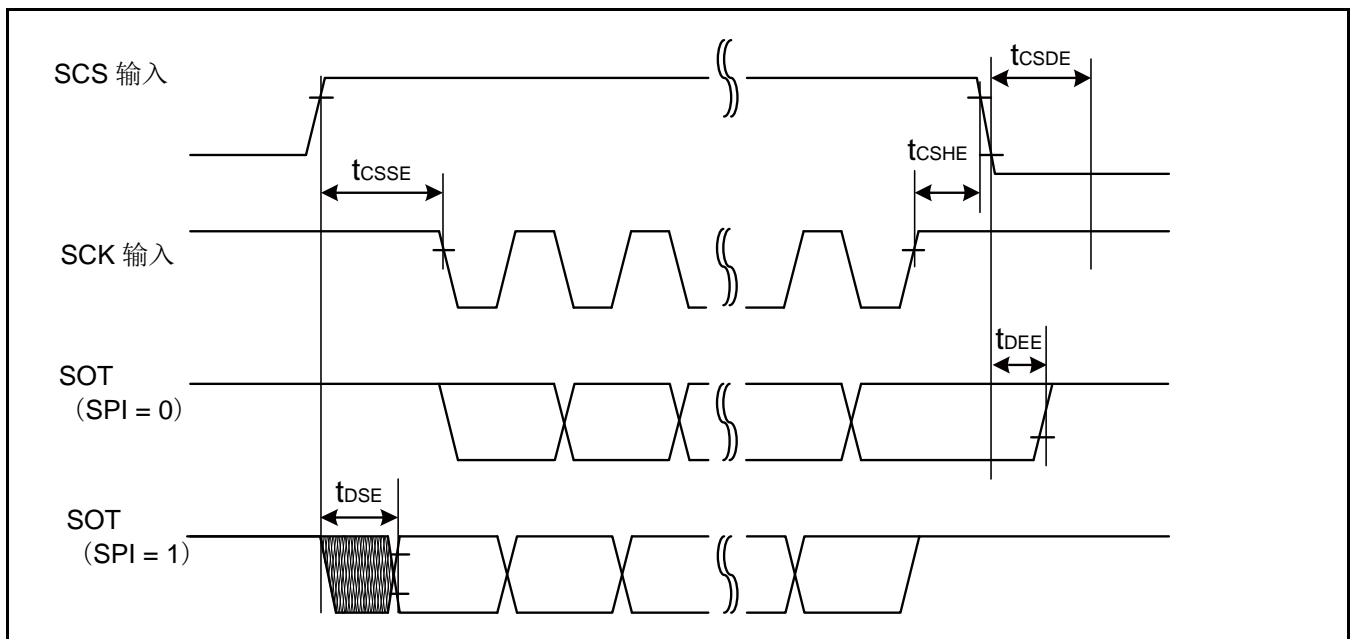 SCS 输入
tCSDE
tCSHE
tCSSE
SCK 输入
tDEE
SOT
（SPI = 0）
tDSE
SOT
（SPI = 1）